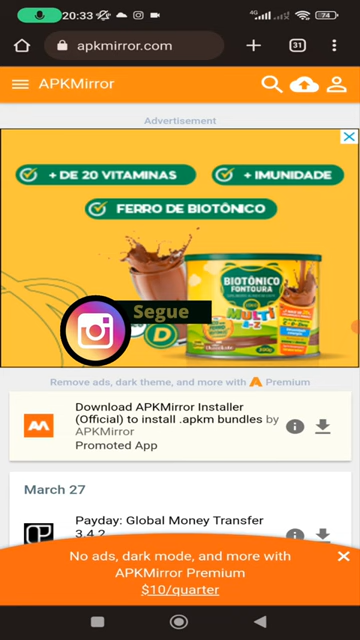 20:33
4G
74
apkmirror.com
31
APKMirror
Advertisement
+ DE 20 VITAMINAS
+ IMUNIDADE
FERRO DE BIOTÔNICO
BIOTÔNICO
FONTOURA
MULTI
A-Z
Segue
D
Remove ads, dark theme, and more with Premium
Download APKMirror Installer
(Official) to install .apkm bundles by
APKMirror
Promoted App
March 27
Payday: Global Money Transfer
3.4.2
No ads, dark mode, and more with
APKMirror Premium
$10/quarter